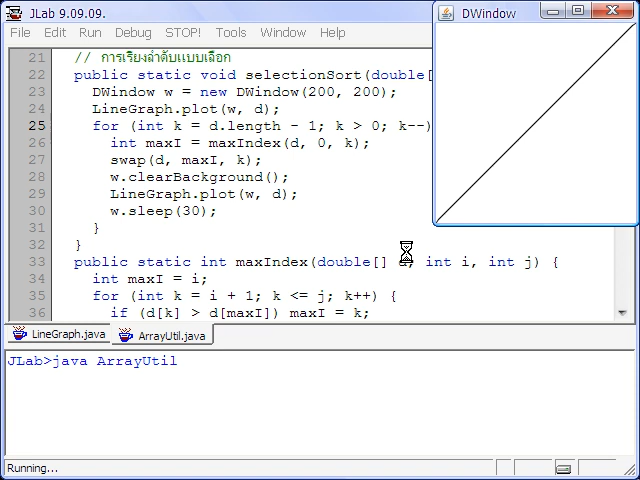 JLab 9.09.09.
DWindow
File Edit Run Debug STOP! MAX! Tools Window Help
21 // การเรียงลำดับแบบเลือก
22 public static void selectionSort(double[
23 DWindow w = new DWindow(200, 200);
24 LineGraph.plot(w, d);
25 for (int k = d.length - 1; k > 0; k--)
26 int maxI = maxIndex(d, 0, k);
27 swap(d, maxI, k);
28 w.clearBackground();
29 LineGraph.plot(w, d);
30 w.sleep(30);
31 }
32 }
33 public static int maxIndex(double[] d, int i, int j) {
34 int maxI = i;
35 for (int k = i + 1; k <= j; k++) {
36 if (d[k] > d[maxI]) maxI = k;
LineGraph.java ArrayUtil.java
JLab>java ArrayUtil
Running...